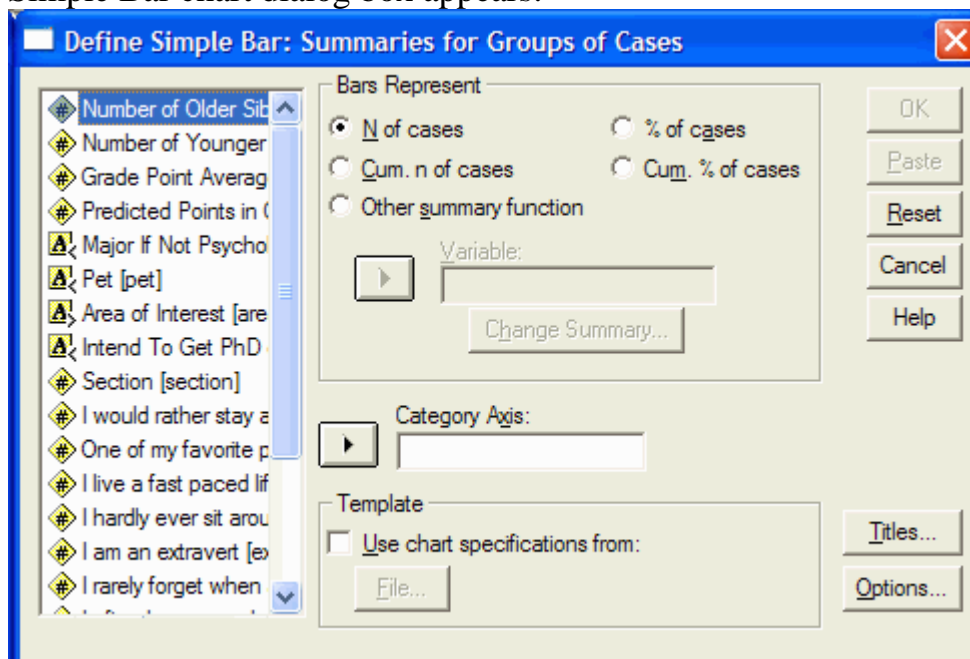 Simple Bar chart dialog box appears.
Define Simple Bar: Summaries for Groups of Cases
Number of Older Sib
Number of Younger
Grade Point Averag
Predicted Points in
Major If Not Psycho
Pet [pet]
Area of Interest [are
Intend To Get PhD
Section [section]
I would rather stay a
One of my favorite p
I live a fast paced lif
I hardly ever sit arou
I am an extravert [ex
I rarely forget when
Bars Represent
N of cases
% of cases
Cum. n of cases
Cum. % of cases
Other summary function
Variable:
Change Summary...
Category Axis:
Template
Use chart specifications from:
File...
OK
Paste
Reset
Cancel
Help
Titles...
Options...